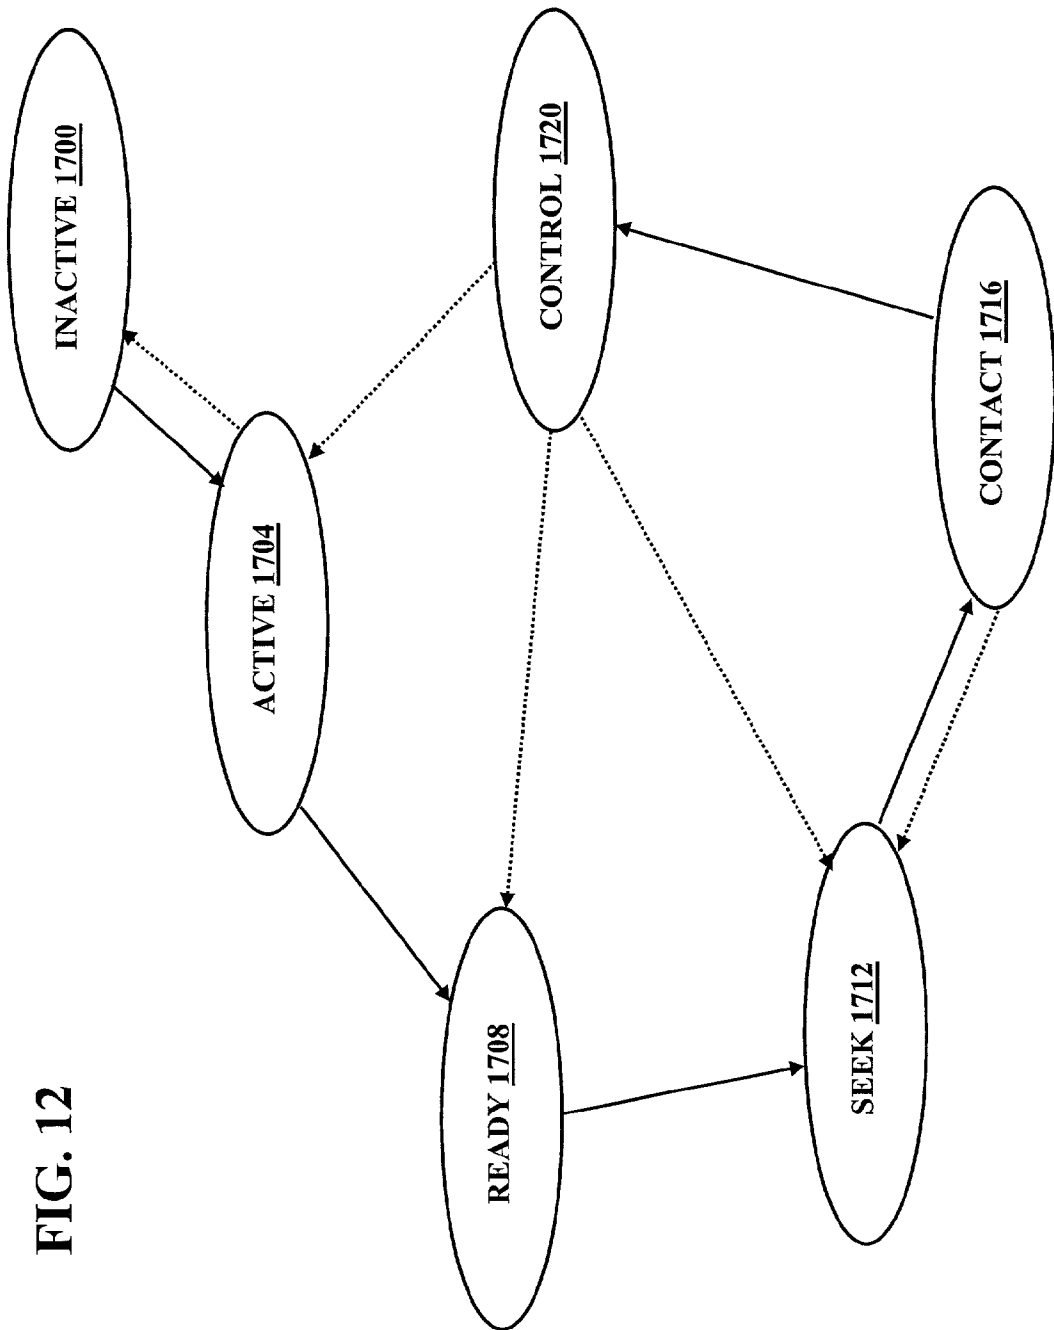 FIG. 12
INACTIVE 1700
ACTIVE 1704
CONTROL 1720
READY 1708
CONTACT 1716
SEEK 1712